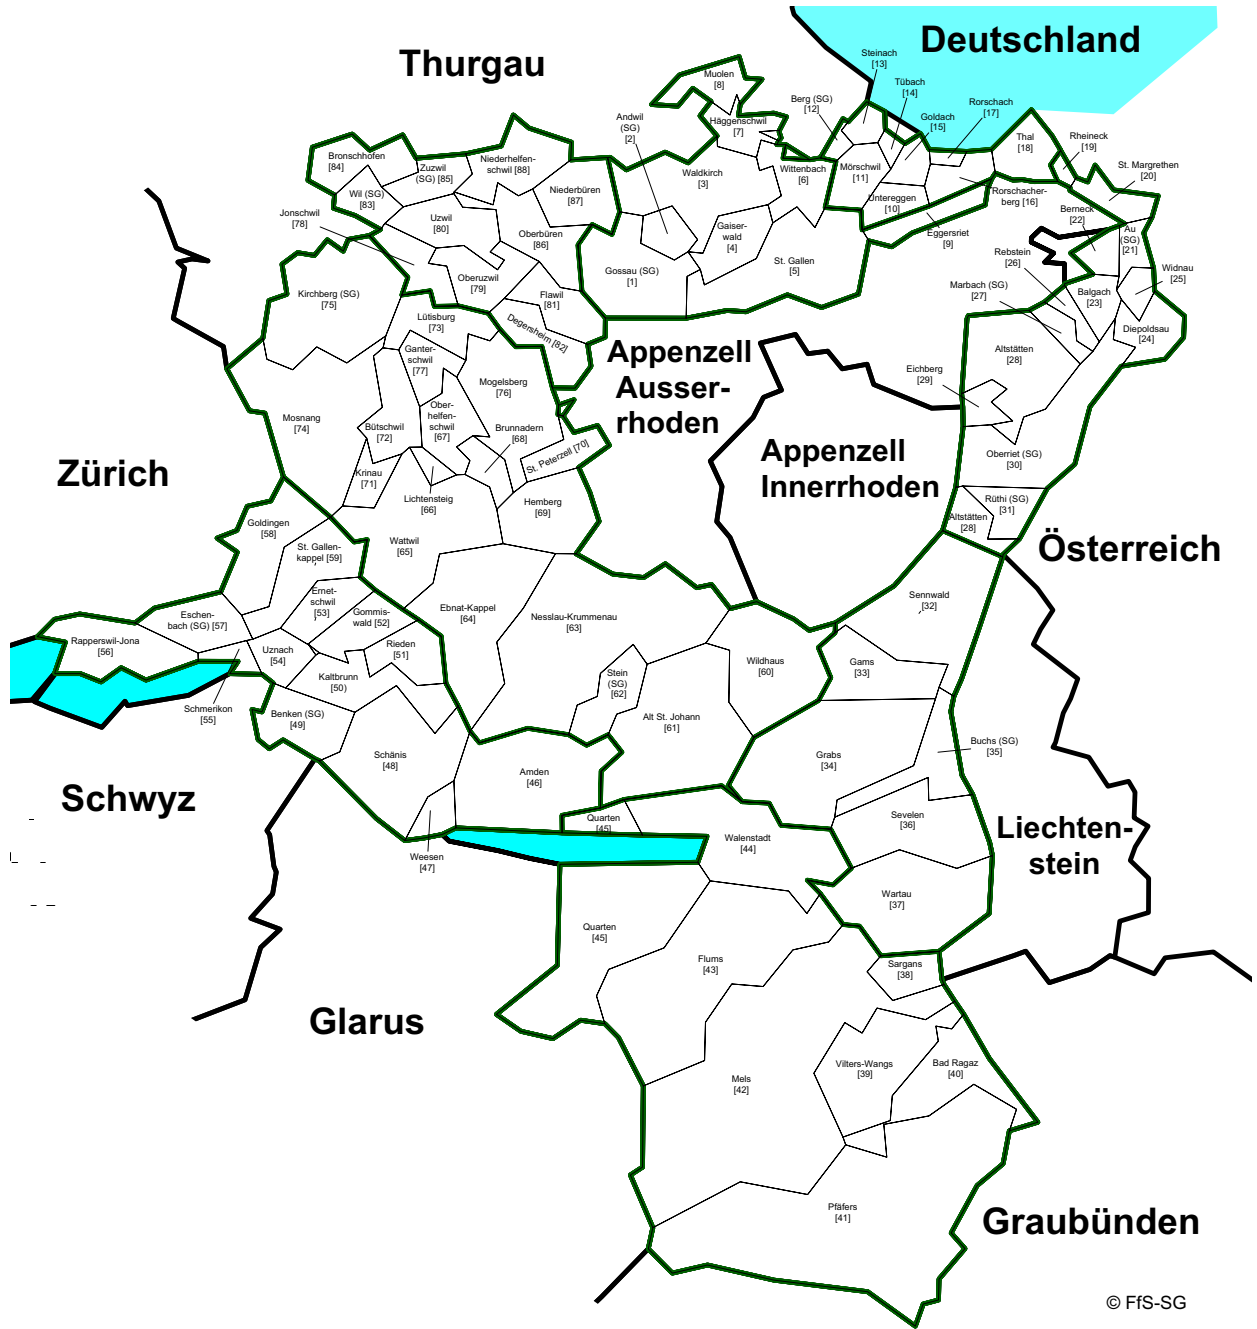 Deutschland
Thurgau
Steinach
[13]
Tübach
[14]
Muolen
[8]
Berg (SG)
[12]
Goldach
[15]
Rorschach
[17]
Andwil
(SG)
[2]
Häggenschwil
[7]
Thal
[18]
Rheineck
[19]
Bronschhofen
[84]
Zuzwil
(SG) [85]
Niederhelfen-
schwil [88]
Waldkirch
[3]
Wittenbach
[6]
Mörschwil
[11]
St. Margrethen
[20]
Wil (SG)
[83]
Niederbüren
[87]
Untereggen
[10]
Rorschacher-
berg [16]
Jonschwil
[78]
Uzwil
[80]
Berneck
[22]
Oberbüren
[86]
Gaiser-
wald
[4]
Eggersriet
[9]
Au
(SG)
[21]
Gossau (SG)
[1]
St. Gallen
[5]
Rebstein
[26]
Widnau
[25]
Oberuzwil
[79]
Marbach (SG)
[27]
Kirchberg (SG)
[75]
Flawil
[81]
Balgach
[23]
Lütisburg
[73]
Degersheim [82]
Diepoldsau
[24]
Ganter-
schwil
[77]
Appenzell
Ausser-
rhoden
Altstätten
[28]
Eichberg
[29]
Mogelsberg
[76]
Mosnang
[74]
Bütschwil
[72]
Ober-
helfen-
schwil
[67]
Brunnadern
[68]
St. Peterzell [70]
Appenzell
Innerrhoden
Oberriet (SG)
[30]
Zürich
Krinau
[71]
Lichtensteig
[66]
Hemberg
[69]
Rüthi (SG)
[31]
Altstätten
[28]
Goldingen
[58]
Wattwil
[65]
Österreich
St. Gallen-
kappel [59]
Ernet-
schwil
[53]
Gommis-
wald [52]
Ebnat-Kappel
[64]
Nesslau-Krummenau
[63]
Sennwald
[32]
Eschen-
bach (SG) [57]
Rapperswil-Jona
[56]
Uznach
[54]
Rieden
[51]
Kaltbrunn
[50)
Wildhaus
[60]
Gams
[33]
Stein
(SG)
[62]
Schmerikon
[55]
Benken (SG)
[49]
Alt St. Johann
[61]
Buchs (SG)
[35]
Schänis
[48]
Grabs
[34]
Amden
[46]
Schwyz
Quarten
[45]
Sevelen
[36]
Liechten-
stein
Walenstadt
[44]
Weesen
[47]
Wartau
[37]
Quarten
[45]
Flums
[43]
Sargans
[38]
Glarus
Vilters-Wangs
[39]
Bad Ragaz
[40]
Mels
[42]
Pfäfers
[41]
Graubünden
© FfS-SG